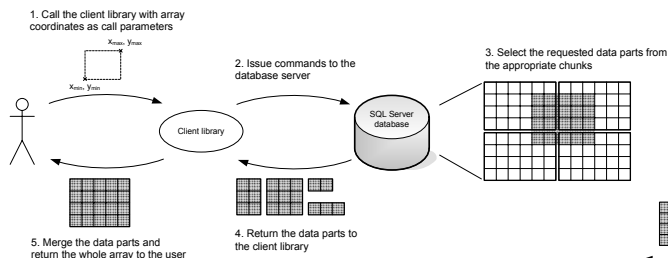 1. Call the client library with array
coordinates as call parameters
xmax, ymax
xmin, ymin
2. Issue commands to the
database server
3. Select the requested data parts from
the appropriate chunks
Client library
SQL Server
database
4. Return the data parts to
the client library
5. Merge the data parts and
return the whole array to the user